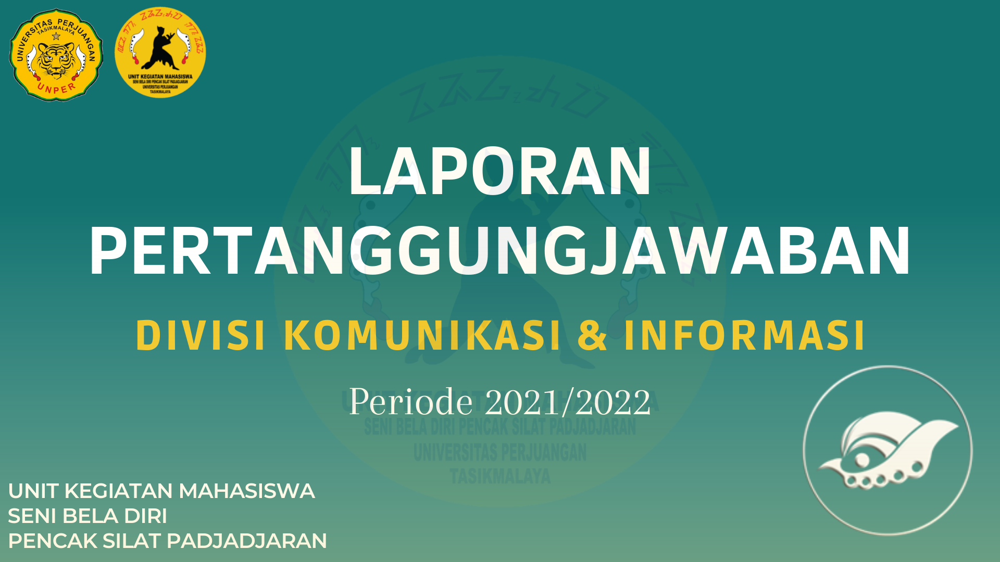 UNIVERSITAS PERJUANGAN
TASIKMALAYA
UNPER
UNIT KEGIATAN MAHASISWA
SENI BELA DIRI PENCAK SILAT PADJADJARAN
UNIVERSITAS PERJUANGAN
TASIKMALAYA
LAPORAN
PERTANGGUNGJAWABAN
DIVISI KOMUNIKASI & INFORMASI
Periode 2021/2022
UNIT KEGIATAN MAHASISWA
SENI BELA DIRI PENCAK SILAT PADJADJARAN
UNIVERSITAS PERJUANGAN
TASIKMALAYA
UNIT KEGIATAN MAHASISWA
SENI BELA DIRI
PENCAK SILAT PADJADJARAN